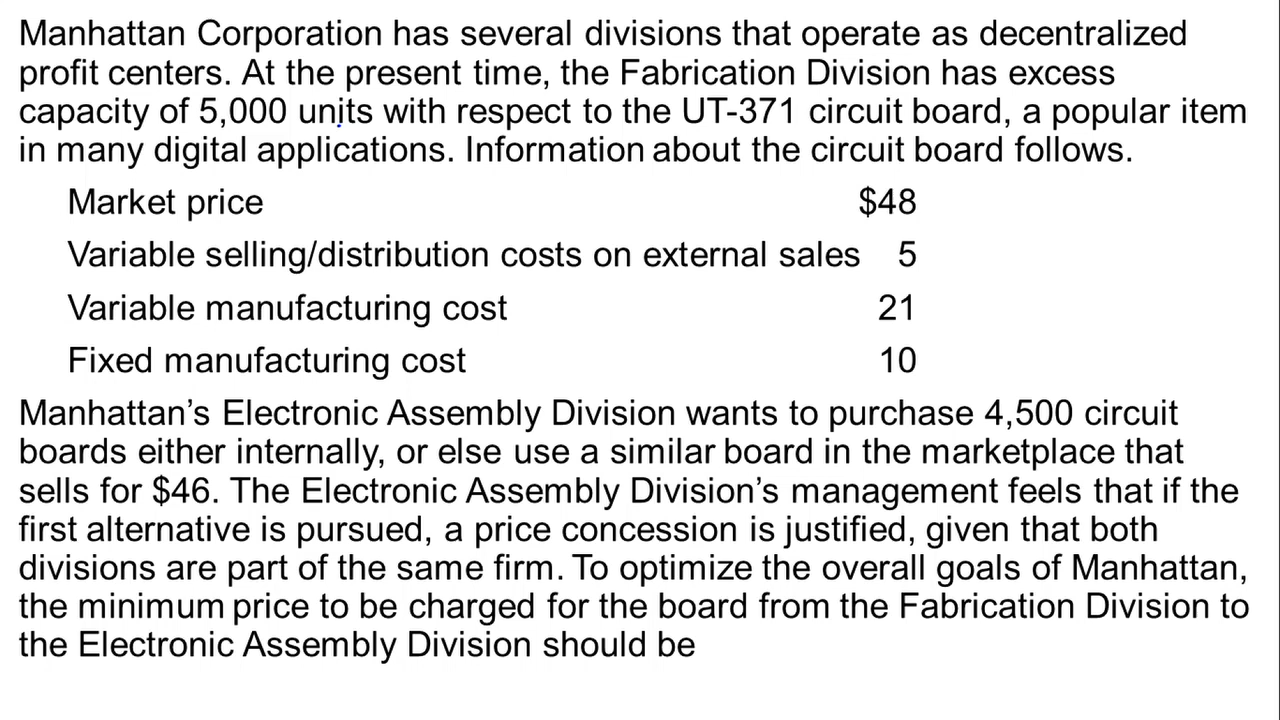 Manhattan Corporation has several divisions that operate as decentralized
profit centers. At the present time, the Fabrication Division has excess
capacity of 5,000 units with respect to the UT-371 circuit board, a popular item
in many digital applications. Information about the circuit board follows.
Market price $48
Variable selling/distribution costs on external sales 5
Variable manufacturing cost 21
Fixed manufacturing cost 10
Manhattan’s Electronic Assembly Division wants to purchase 4,500 circuit
boards either internally, or else use a similar board in the marketplace that
sells for $46. The Electronic Assembly Division’s management feels that if the
first alternative is pursued, a price concession is justified, given that both
divisions are part of the same firm. To optimize the overall goals of Manhattan,
the minimum price to be charged for the board from the Fabrication Division to
the Electronic Assembly Division should be